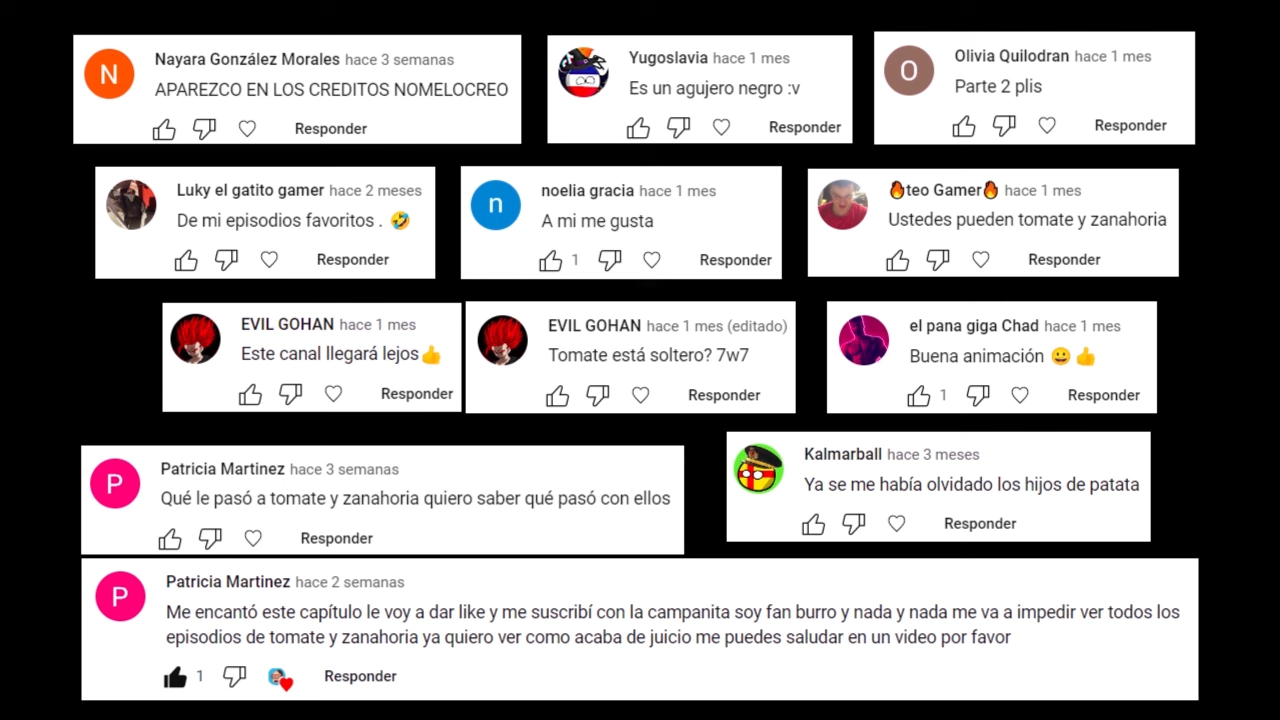 N
Nayara González Morales hace 3 semanas
APAREZCO EN LOS CREDITOS NOMELOCREO
Responder
Yugoslavia hace 1 mes
Es un agujero negro :v
Responder
O
Olivia Quilodran hace 1 mes
Parte 2 plis
Responder
Luky el gatito gamer hace 2 meses
De mi episodios favoritos . 🤣
Responder
n
noelia gracia hace 1 mes
A mi me gusta
1
Responder
🔥teo Gamer🔥 hace 1 mes
Ustedes pueden tomate y zanahoria
Responder
EVIL GOHAN hace 1 mes
Este canal llegará lejos👍
Responder
EVIL GOHAN hace 1 mes (editado)
Tomate está soltero? 7w7
Responder
el pana giga Chad hace 1 mes
Buena animación 😀👍
1
Responder
P
Patricia Martinez hace 3 semanas
Qué le pasó a tomate y zanahoria quiero saber qué pasó con ellos
Responder
Kalmarball hace 3 meses
Ya se me había olvidado los hijos de patata
Responder
P
Patricia Martinez hace 2 semanas
Me encantó este capítulo le voy a dar like y me suscribí con la campanita soy fan burro y nada y nada me va a impedir ver todos los
episodios de tomate y zanahoria ya quiero ver como acaba de juicio me puedes saludar en un video por favor
1
Responder